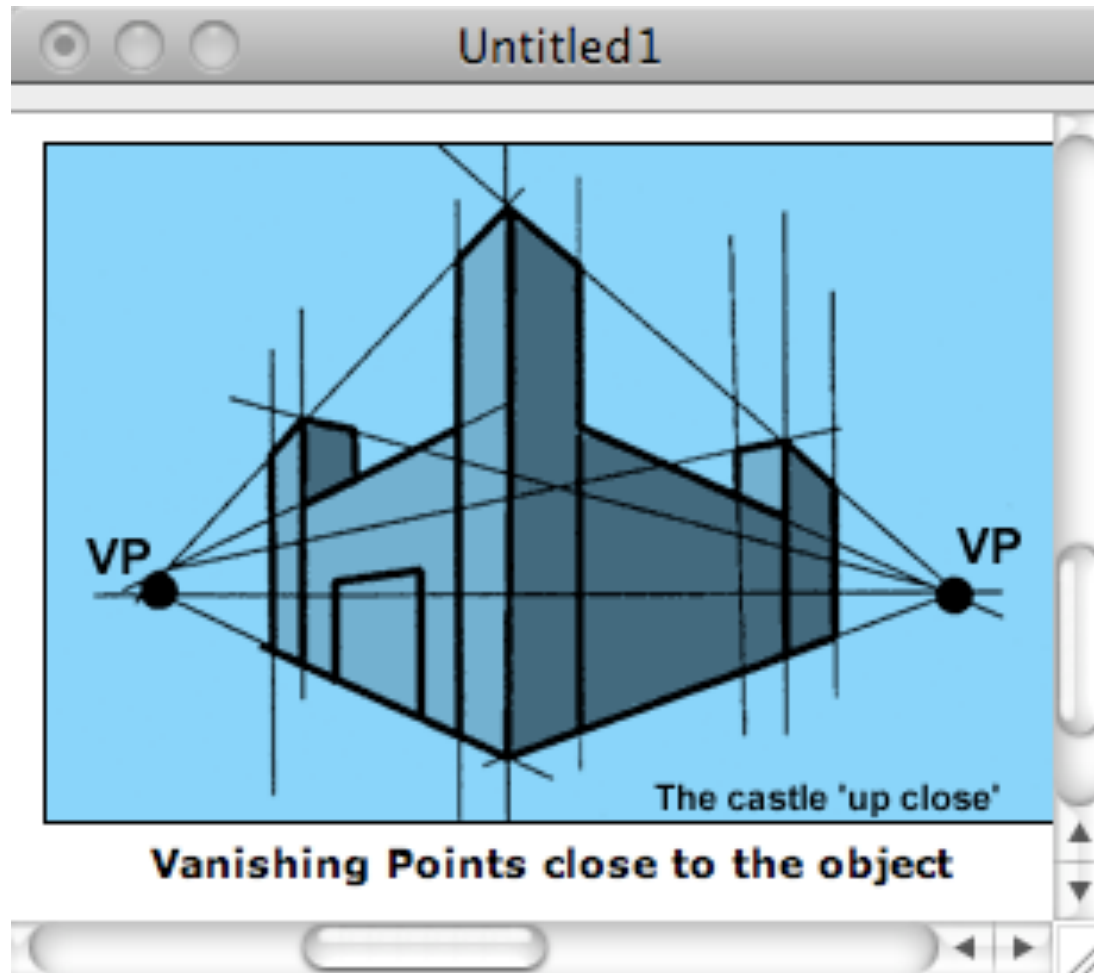 Untitled1
VP
VP
The castle 'up close'
Vanishing Points close to the object